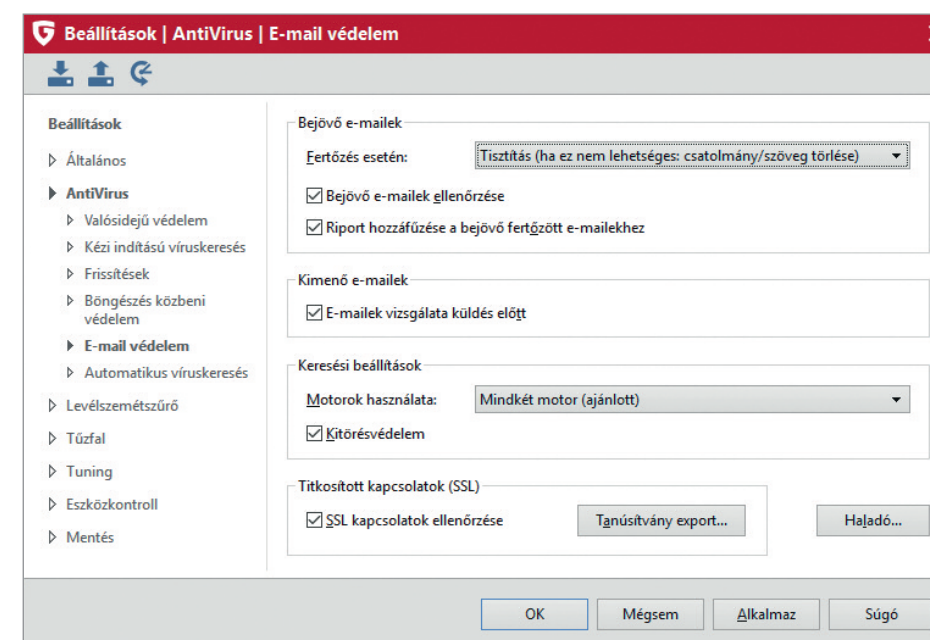 Beállítások | AntiVirus | E-mail védelem
Beállítások
Általános
AntiVirus
Valósidejű védelem
Kézi indítású víruskeresés
Frissítések
Böngészés közbeni
védelem
E-mail védelem
Automatikus víruskeresés
Levélszemétszűrő
Tűzfal
Tuning
Eszközkontroll
Mentés
Bejövő e-mailek
Fertőzés esetén:
Tisztítás (ha ez nem lehetséges: csatolmány/szöveg törlése)
Bejövő e-mailek ellenőrzése
Riport hozzáfűzése a bejövő fertőzött e-mailekhez
Kimenő e-mailek
E-mailek vizsgálata küldés előtt
Keresési beállítások
Motorok használata:
Mindkét motor (ajánlott)
Kitörésvédelem
Titkosított kapcsolatok (SSL)
SSL kapcsolatok ellenőrzése
Tanúsítvány export...
Haladó...
OK
Mégsem
Alkalmaz
Súgó